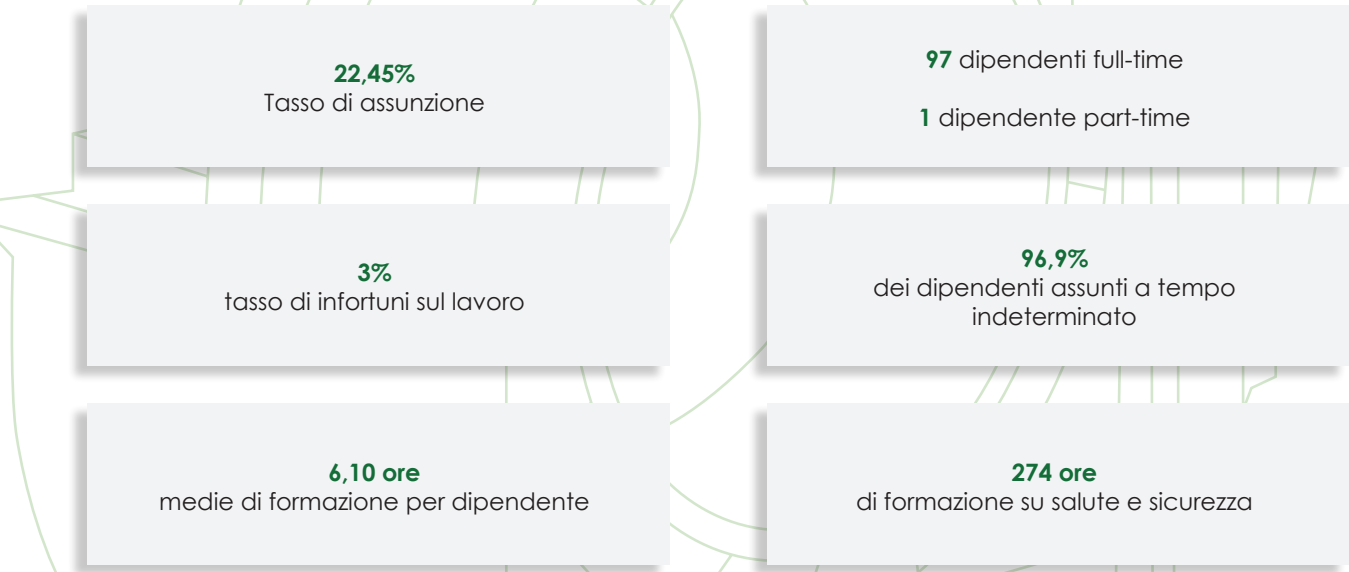 22,45%
Tasso di assunzione
97 dipendenti full-time
1 dipendente part-time
3%
tasso di infortuni sul lavoro
96,9%
dei dipendenti assunti a tempo
indeterminato
6,10 ore
medie di formazione per dipendente
274 ore
di formazione su salute e sicurezza